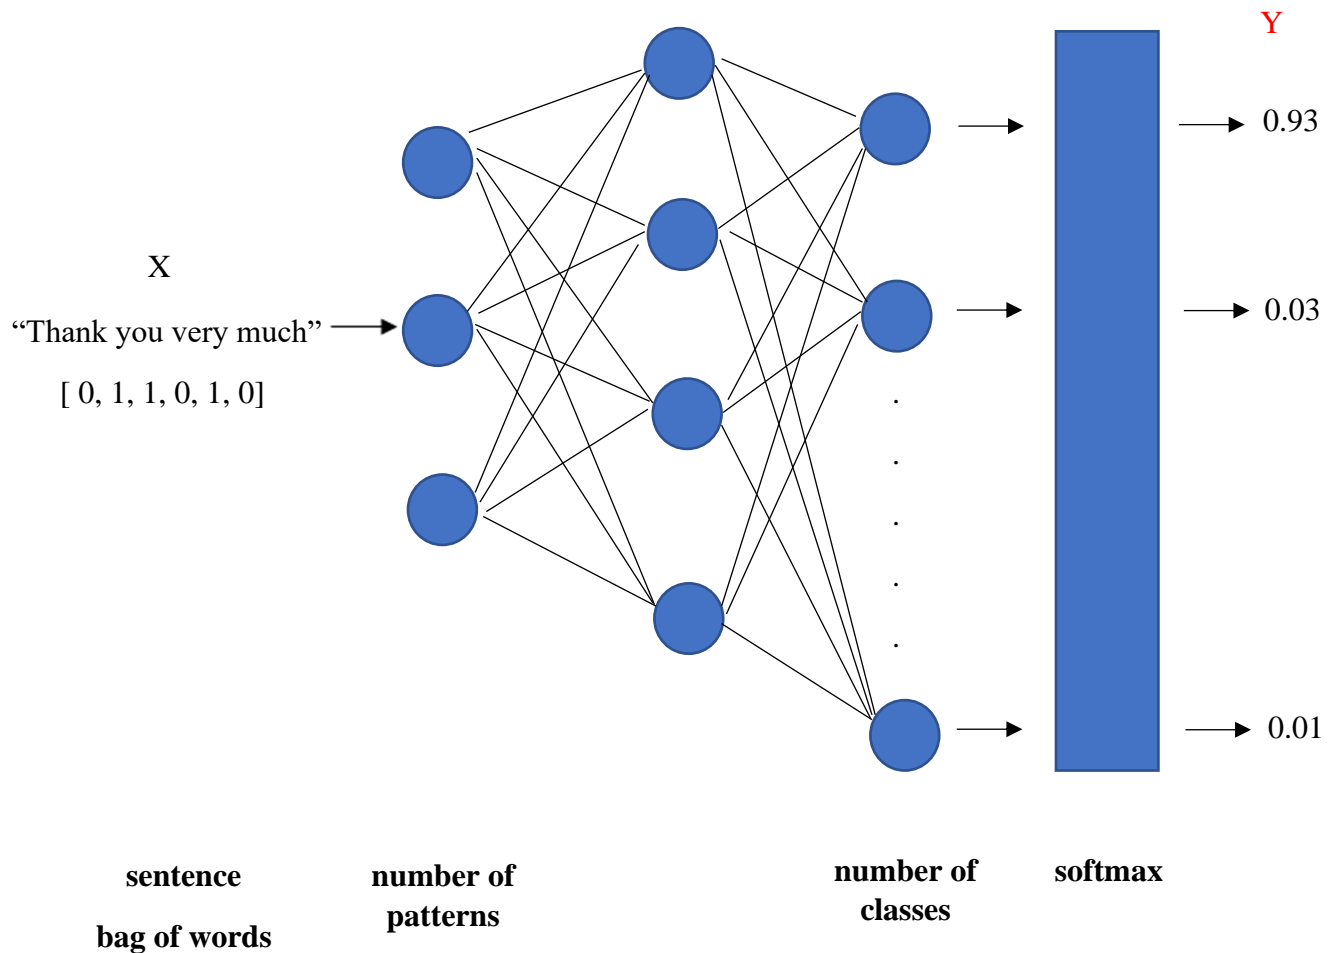 Y
0.93
X
0.03
“Thank you very much”
[ 0, 1, 1, 0, 1, 0]
0.01
sentence
bag of words
number of
patterns
number of
classes
softmax